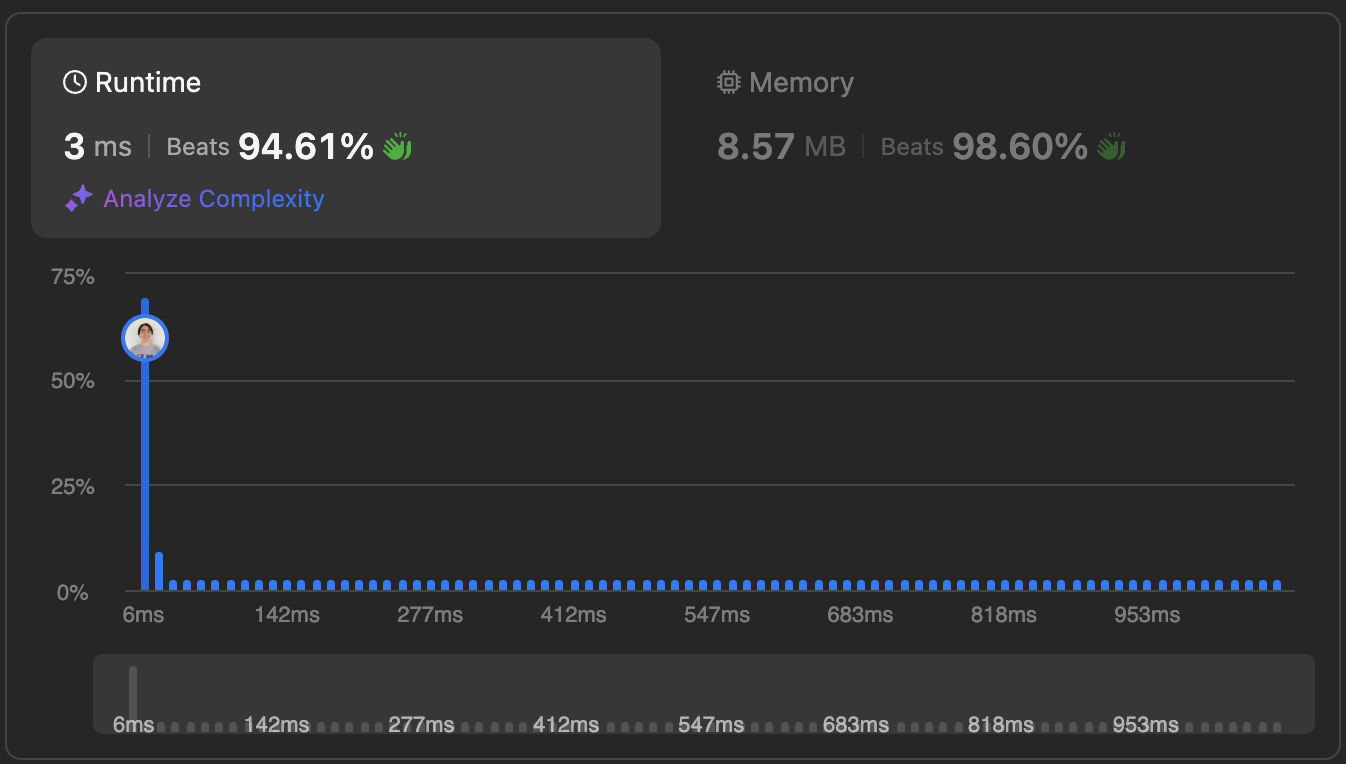 Runtime
3 ms | Beats 94.61%
Analyze Complexity
Memory
8.57 MB | Beats 98.60%
75%
50%
25%
0%
6ms 142ms 277ms 412ms 547ms 683ms 818ms 953ms
6ms 142ms 277ms 412ms 547ms 683ms 818ms 953ms